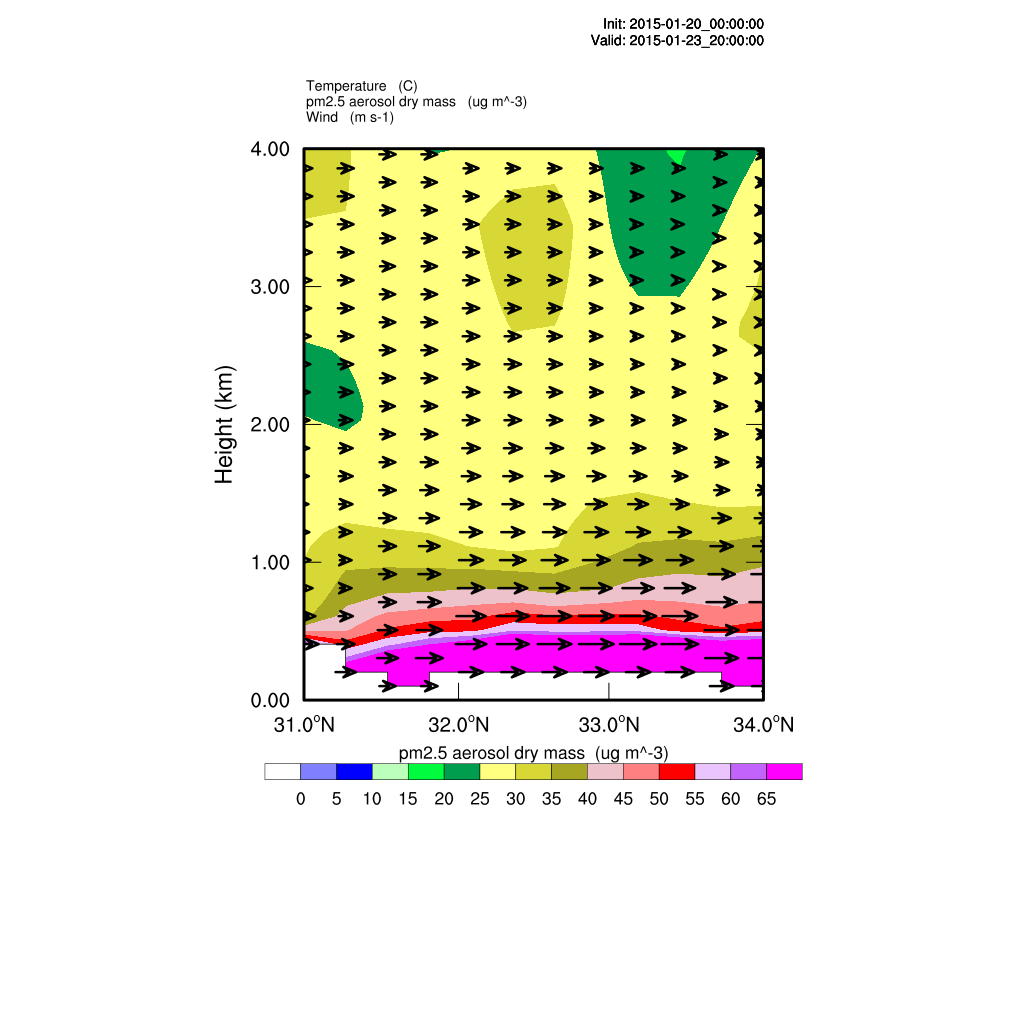 Init: 2015-01-20_00:00:00
Valid: 2015-01-23_20:00:00
Temperature (C)
pm2.5 aerosol dry mass (ug m^-3)
Wind (m s-1)
4.00
3.00
2.00
1.00
0.00
Height (km)
31.0°N 32.0°N 33.0°N 34.0°N
pm2.5 aerosol dry mass (ug m^-3)
0 5 10 15 20 25 30 35 40 45 50 55 60 65